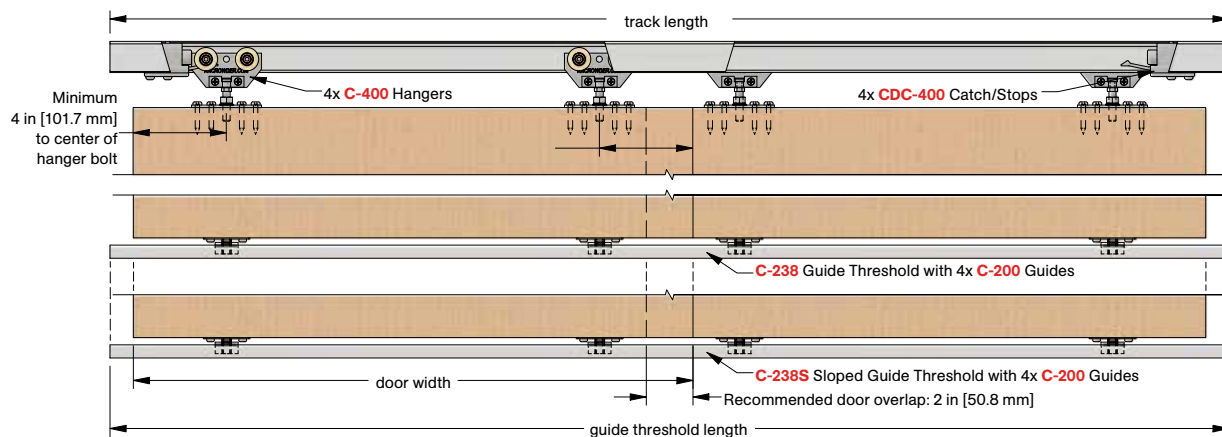 track length
4x C-400 Hangers
4x CDC-400 Catch/Stops
Minimum
4 in [101.7 mm]
to center of
hanger bolt
C-238 Guide Threshold with 4x C-200 Guides
C-238S Sloped Guide Threshold with 4x C-200 Guides
door width
Recommended door overlap: 2 in [50.8 mm]
guide threshold length